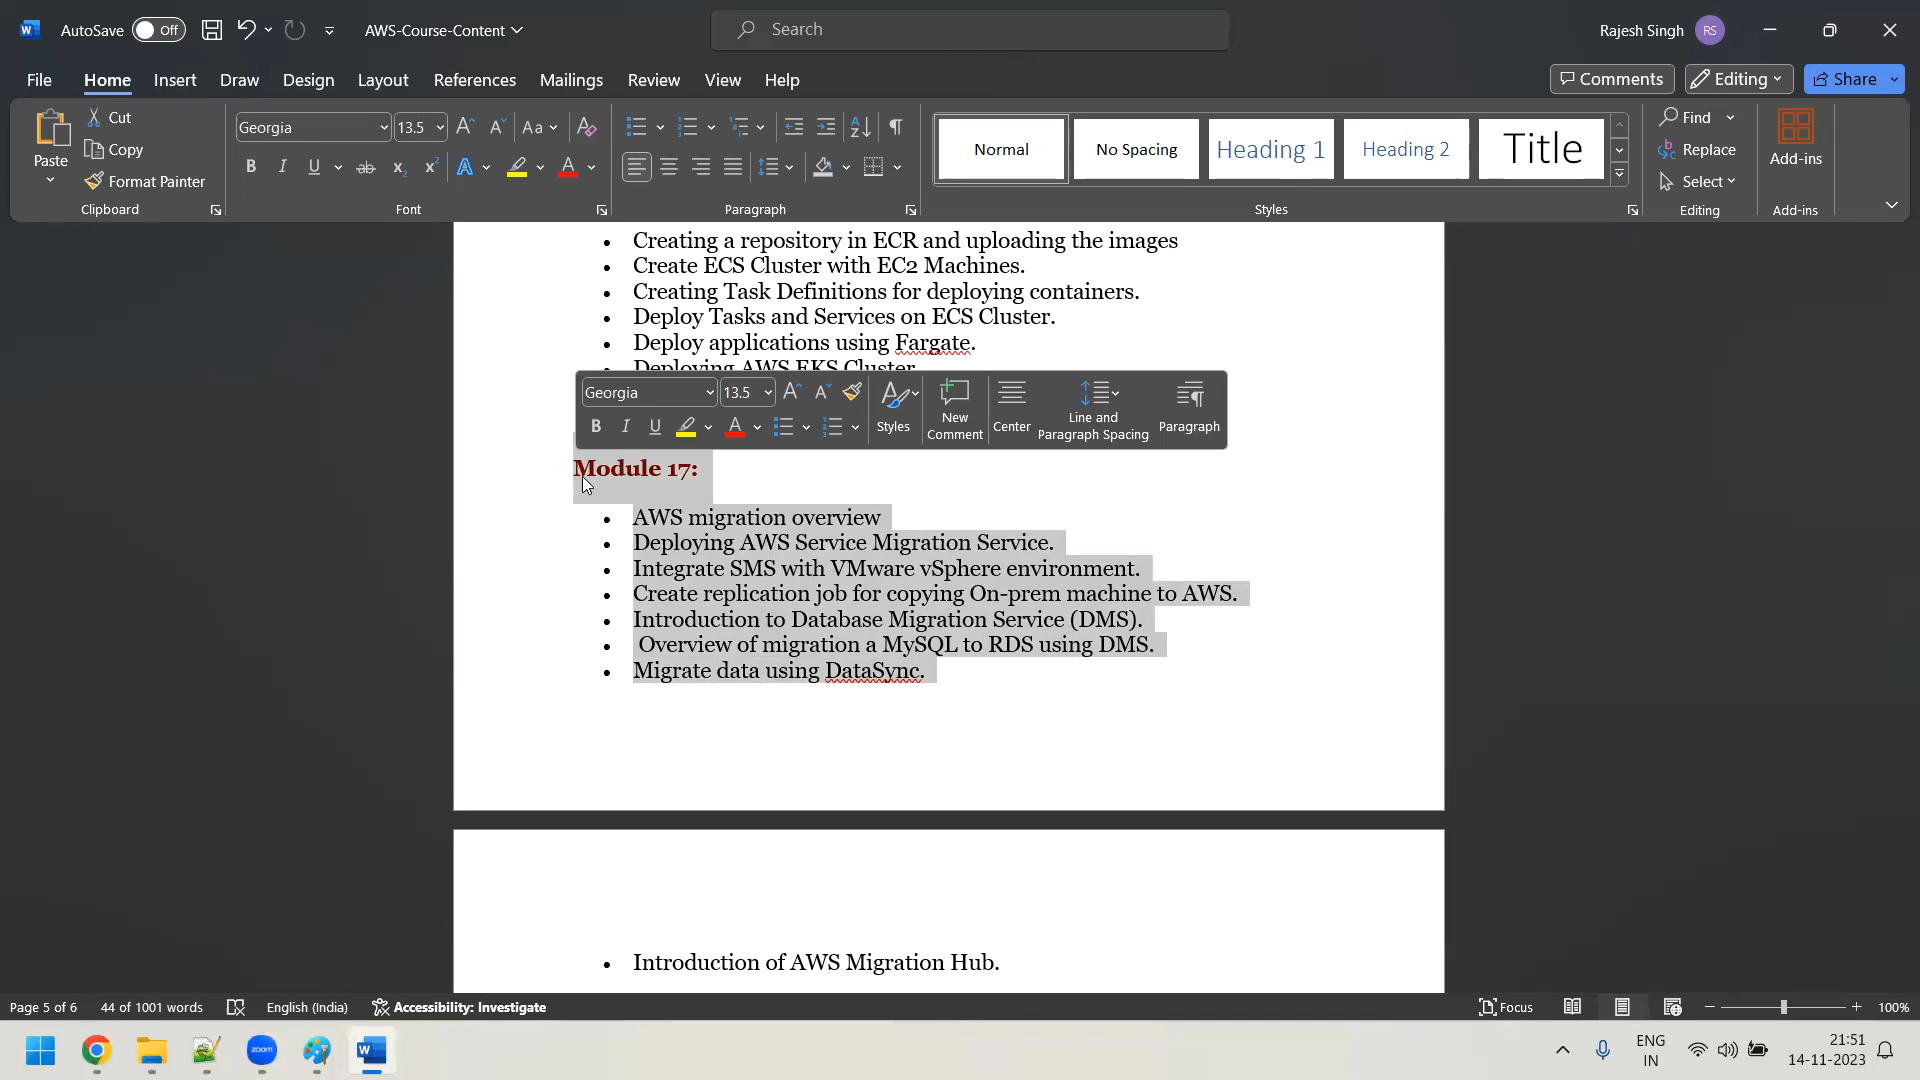 AutoSave Off AWS-Course-Content Search Rajesh Singh RS
File Home Insert Draw Design Layout References Mailings Review View Help Comments Editing Share
Paste Cut Copy Format Painter Clipboard
Georgia 13.5 Aa Font
Paragraph
Normal No Spacing Heading 1 Heading 2 Title Styles
Find Replace Select Editing
Add-ins Add-ins
• Creating a repository in ECR and uploading the images
• Create ECS Cluster with EC2 Machines.
• Creating Task Definitions for deploying containers.
• Deploy Tasks and Services on ECS Cluster.
• Deploy applications using Fargate.
• Deploying AWS EKS Cluster
Georgia 13.5
B I U Styles New Comment Center Line and Paragraph Spacing Paragraph
Module 17:
• AWS migration overview
• Deploying AWS Service Migration Service.
• Integrate SMS with VMware vSphere environment.
• Create replication job for copying On-prem machine to AWS.
• Introduction to Database Migration Service (DMS).
• Overview of migration a MySQL to RDS using DMS.
• Migrate data using DataSync.
• Introduction of AWS Migration Hub.
Page 5 of 6 44 of 1001 words English (India) Accessibility: Investigate Focus 100%
zoom ENG IN 21:51 14-11-2023